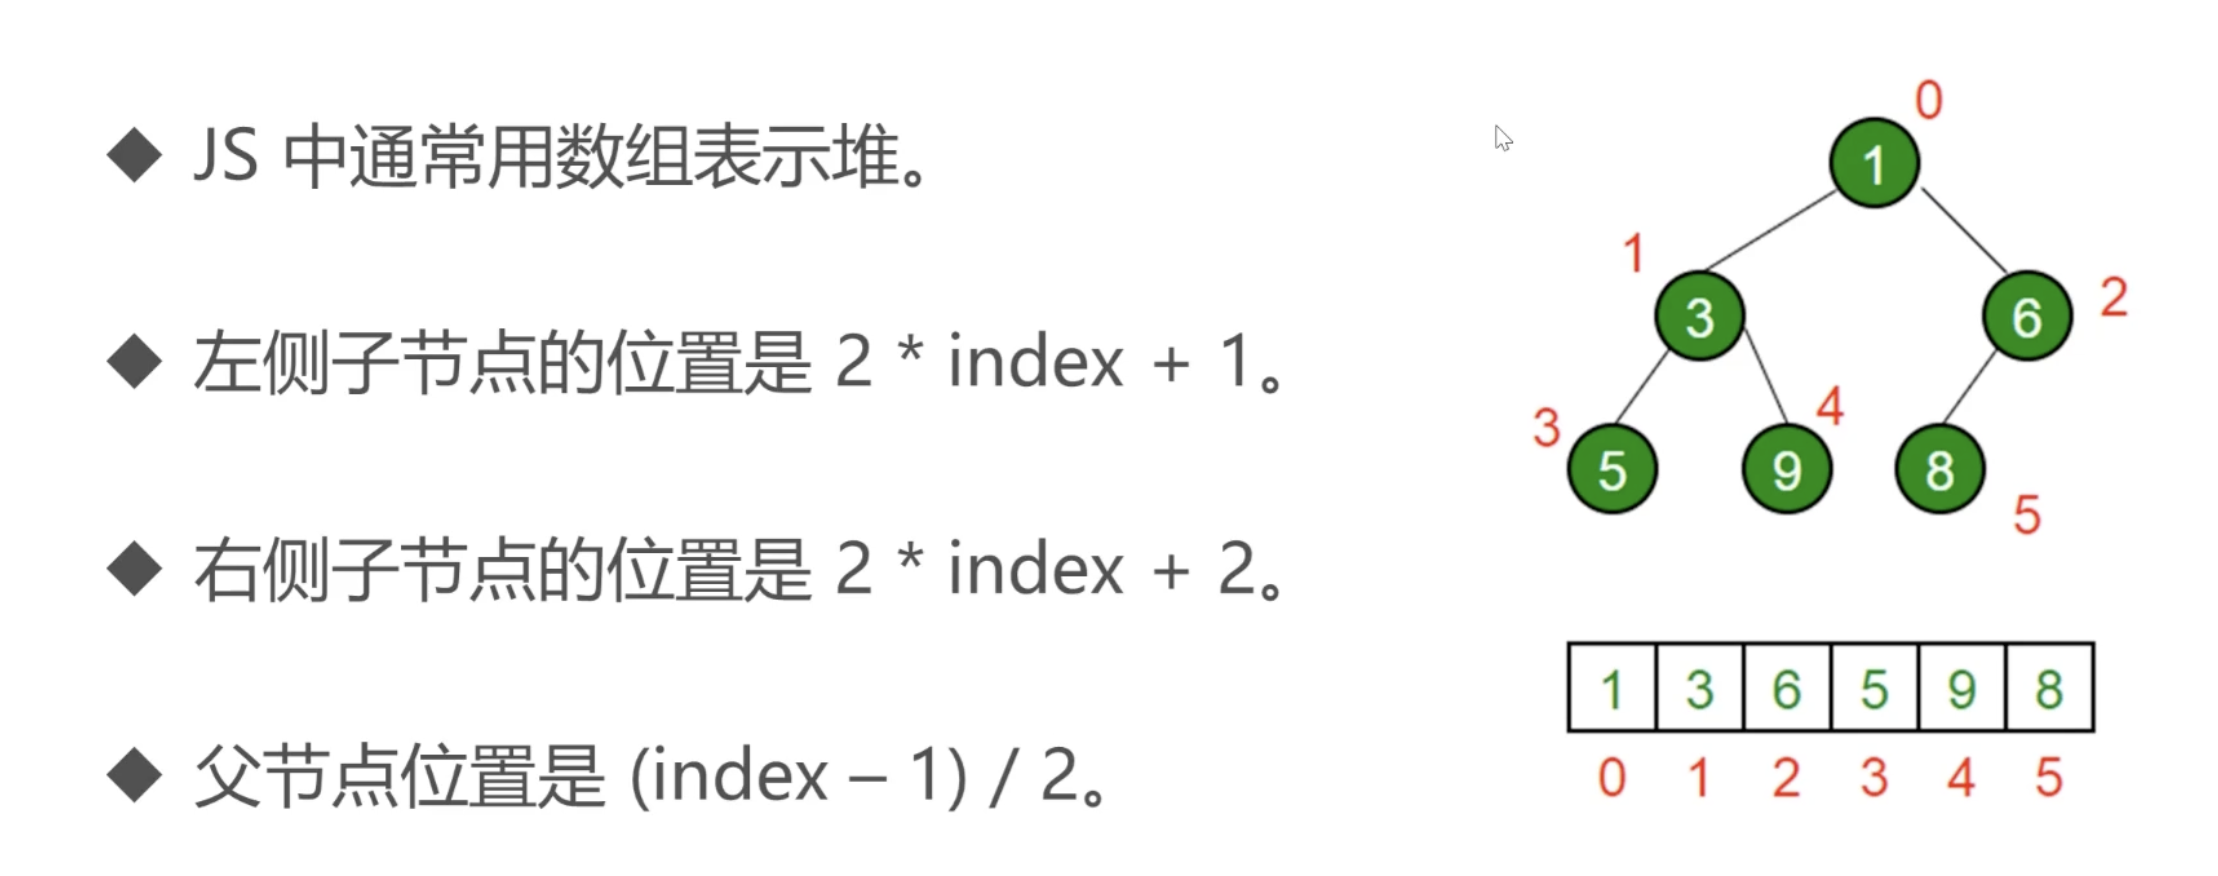 JS 中通常用数组表示堆。
左侧子节点的位置是 2 * index + 1。
右侧子节点的位置是 2 * index + 2。
父节点位置是 (index – 1) / 2。
0
1
1
2
3 6
3 4
5 9 8
5
1 3 6 5 9 8
0 1 2 3 4 5